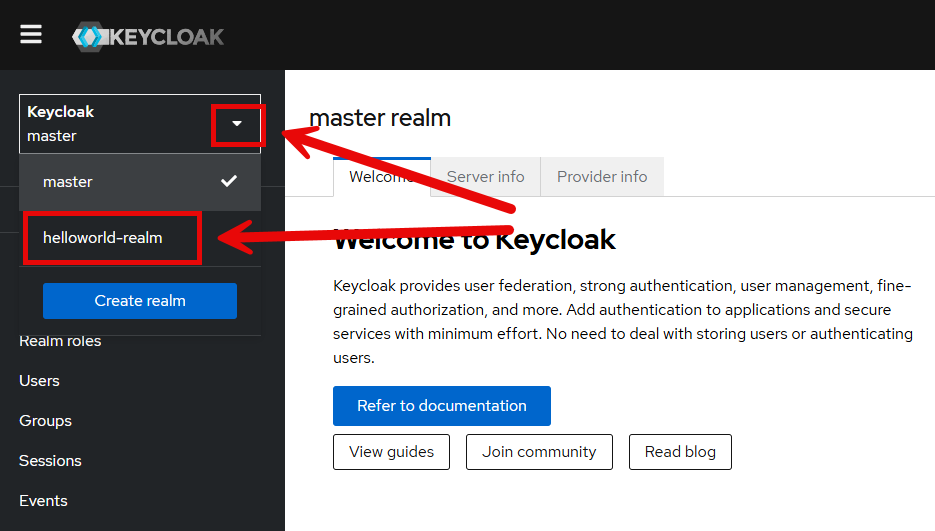 KEYCLOAK
Keycloak
master
master
helloworld-realm
Create realm
Realm roles
Users
Groups
Sessions
Events
master realm
Welcome
Server info
Provider info
Welcome to Keycloak
Keycloak provides user federation, strong authentication, user management, fine-
grained authorization, and more. Add authentication to applications and secure
services with minimum effort. No need to deal with storing users or authenticating
users.
Refer to documentation
View guides
Join community
Read blog